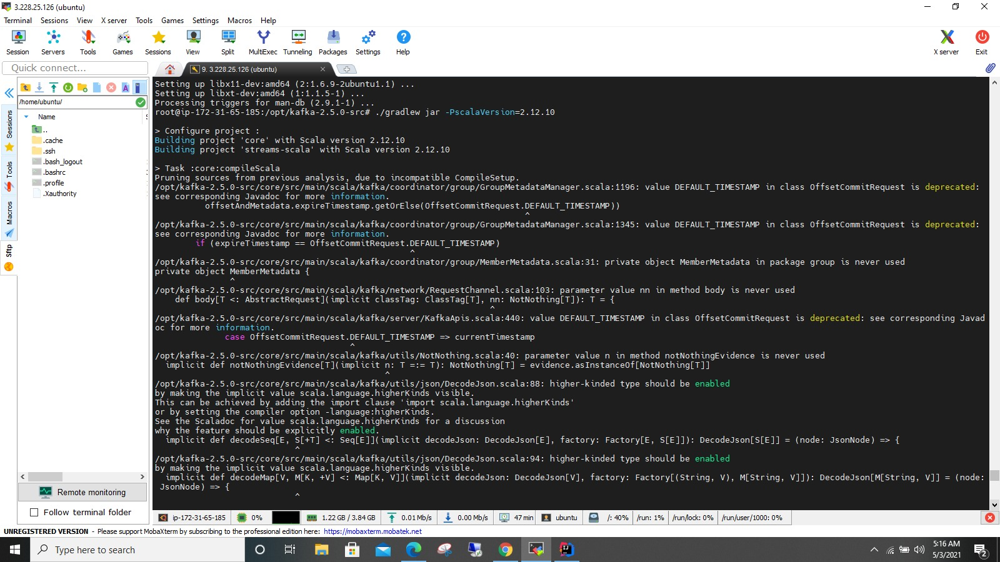 3.228.25.126 (ubuntu)
Terminal Sessions View X server Tools Games Settings Macros Help
Session Servers Tools Games Sessions View Split MultiExec Tunneling Packages Settings Help X server Exit
Quick connect...
9. 3.228.25.126 (ubuntu)
/home/ubuntu/
Name
..
.cache
.ssh
.bash_logout
.bashrc
.profile
.Xauthority
Sessions
Tools
Macros
Sftp
Remote monitoring
Follow terminal folder
Setting up libx11-dev:amd64 (2:1.6.9-2ubuntu1.1) ...
Setting up libxt-dev:amd64 (1:1.1.5-1) ...
Processing triggers for man-db (2.9.1-1) ...
root@ip-172-31-65-185:/opt/kafka-2.5.0-src# ./gradlew jar -PscalaVersion=2.12.10
> Configure project :
Building project 'core' with Scala version 2.12.10
Building project 'streams-scala' with Scala version 2.12.10
> Task :core:compileScala
Pruning sources from previous analysis, due to incompatible CompileSetup.
/opt/kafka-2.5.0-src/core/src/main/scala/kafka/coordinator/group/GroupMetadataManager.scala:1196: value DEFAULT_TIMESTAMP in class OffsetCommitRequest is deprecated:
see corresponding Javadoc for more information.
offsetAndMetadata.expireTimestamp.getOrElse(OffsetCommitRequest.DEFAULT_TIMESTAMP))
^
/opt/kafka-2.5.0-src/core/src/main/scala/kafka/coordinator/group/GroupMetadataManager.scala:1345: value DEFAULT_TIMESTAMP in class OffsetCommitRequest is deprecated:
see corresponding Javadoc for more information.
if (expireTimestamp == OffsetCommitRequest.DEFAULT_TIMESTAMP)
^
/opt/kafka-2.5.0-src/core/src/main/scala/kafka/coordinator/group/MemberMetadata.scala:31: private object MemberMetadata in package group is never used
private object MemberMetadata {
^
/opt/kafka-2.5.0-src/core/src/main/scala/kafka/network/RequestChannel.scala:103: parameter value nn in method body is never used
def body[T <: AbstractRequest](implicit classTag: ClassTag[T], nn: NotNothing[T]): T = {
^
/opt/kafka-2.5.0-src/core/src/main/scala/kafka/server/KafkaApis.scala:440: value DEFAULT_TIMESTAMP in class OffsetCommitRequest is deprecated: see corresponding Javad
oc for more information.
case OffsetCommitRequest.DEFAULT_TIMESTAMP => currentTimestamp
^
/opt/kafka-2.5.0-src/core/src/main/scala/kafka/utils/NotNothing.scala:40: parameter value n in method notNothingEvidence is never used
implicit def notNothingEvidence[T](implicit n: T =:= T): NotNothing[T] = evidence.asInstanceOf[NotNothing[T]]
^
/opt/kafka-2.5.0-src/core/src/main/scala/kafka/utils/json/DecodeJson.scala:88: higher-kinded type should be enabled
by making the implicit value scala.language.higherKinds visible.
This can be achieved by adding the import clause 'import scala.language.higherKinds'
or by setting the compiler option -language:higherKinds.
See the Scaladoc for value scala.language.higherKinds for a discussion
why the feature should be explicitly enabled.
implicit def decodeSeq[E, S[+T] <: Seq[E]](implicit decodeJson: DecodeJson[E], factory: Factory[E, S[E]]): DecodeJson[S[E]] = (node: JsonNode) => {
^
/opt/kafka-2.5.0-src/core/src/main/scala/kafka/utils/json/DecodeJson.scala:94: higher-kinded type should be enabled
by making the implicit value scala.language.higherKinds visible.
implicit def decodeMap[V, M[K, +V] <: Map[K, V]](implicit decodeJson: DecodeJson[V], factory: Factory[(String, V), M[String, V]]): DecodeJson[M[String, V]] = (node:
JsonNode) => {
^
ip-172-31-65-185 0% 1.22 GB / 3.84 GB 0.01 Mb/s 0.00 Mb/s 47 min ubuntu /: 40% /run: 1% /run/lock: 0% /run/user/1000: 0%
UNREGISTERED VERSION - Please support MobaXterm by subscribing to the professional edition here: https://mobaxterm.mobatek.net
Type here to search
5:16 AM
5/3/2021
2